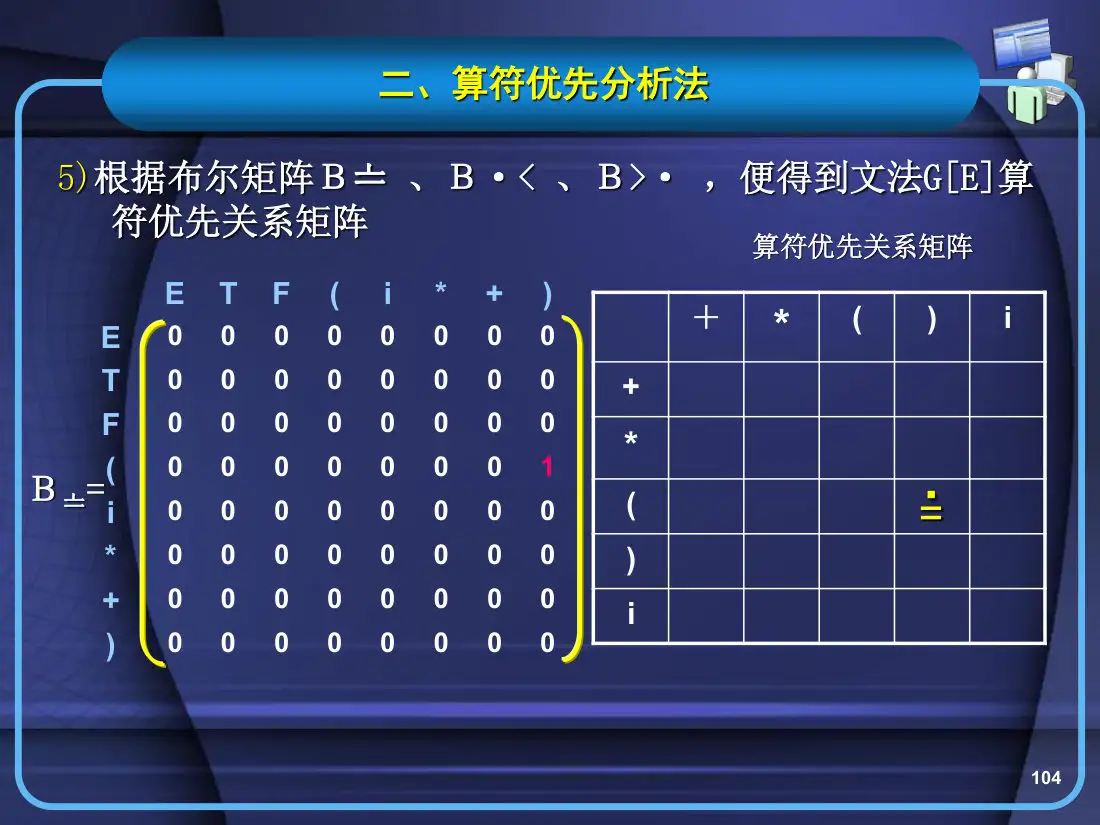 二、算符优先分析法
5)根据布尔矩阵B≐ 、B·< 、B>· ，便得到文法G[E]算
符优先关系矩阵
算符优先关系矩阵
E T F ( i * + )
E 0 0 0 0 0 0 0 0
T 0 0 0 0 0 0 0 0
F 0 0 0 0 0 0 0 0
( 0 0 0 0 0 0 0 1
B≐=
i 0 0 0 0 0 0 0 0
* 0 0 0 0 0 0 0 0
+ 0 0 0 0 0 0 0 0
) 0 0 0 0 0 0 0 0
＋ * ( ) i
+
*
( ≐
)
i
104